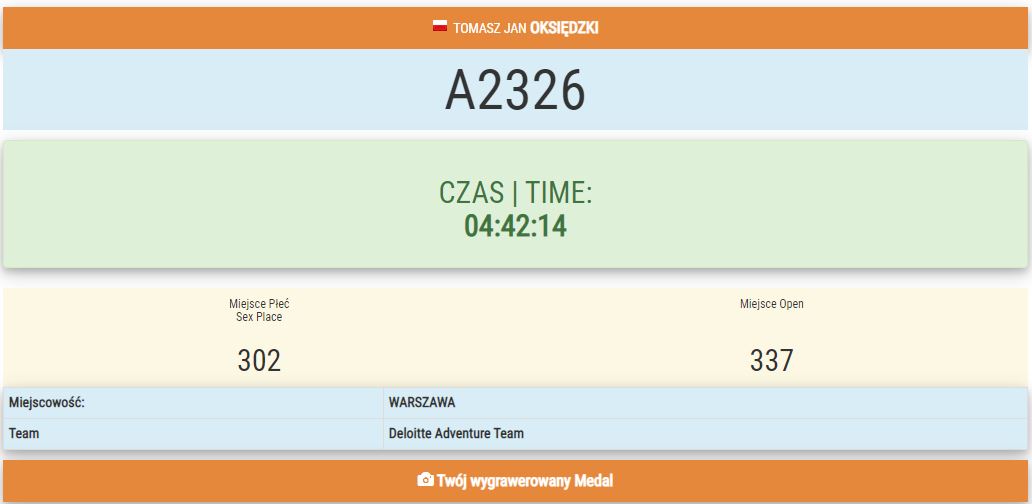 TOMASZ JAN OKSIĘDZKI
A2326
CZAS | TIME:
04:42:14
Miejsce Płeć
Sex Place
302
Miejsce Open
337
Miejscowość: WARSZAWA
Team Deloitte Adventure Team
Twój wygrawerowany Medal